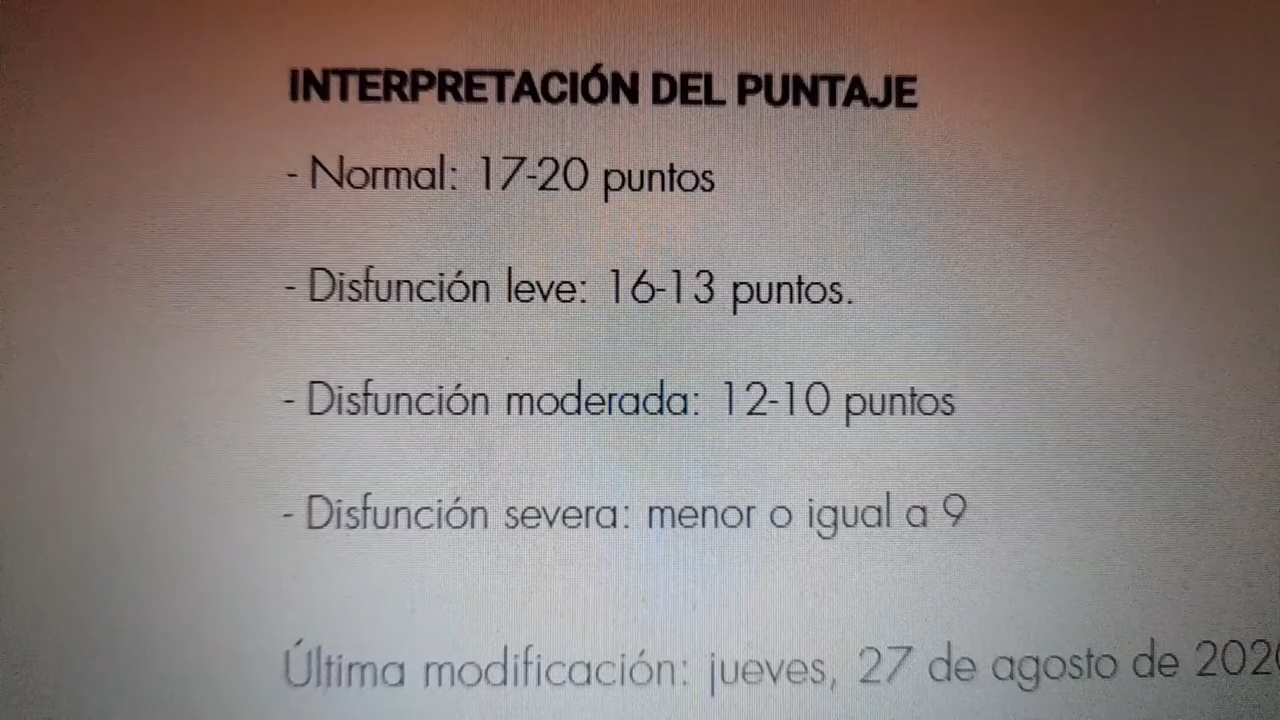 INTERPRETACIÓN DEL PUNTAJE
- Normal: 17-20 puntos
- Disfunción leve: 16-13 puntos.
- Disfunción moderada: 12-10 puntos
- Disfunción severa: menor o igual a 9
Última modificación: jueves, 27 de agosto de 2020